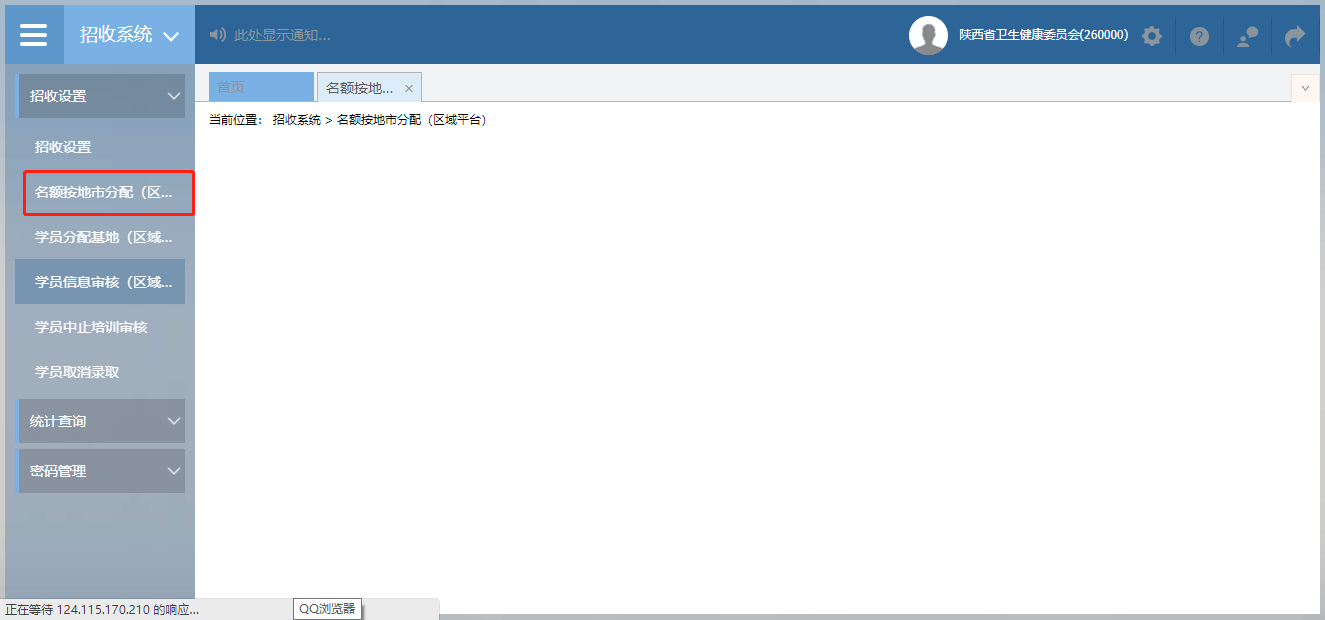 招收系统
此处显示通知...
陕西省卫生健康委员会(260000)
招收设置
首页
名额按地...
当前位置： 招收系统 > 名额按地市分配（区域平台）
招收设置
名额按地市分配（区...
学员分配基地（区域...
学员信息审核（区域...
学员中止培训审核
学员取消录取
统计查询
密码管理
正在等待 124.115.170.210 的响应...
QQ浏览器